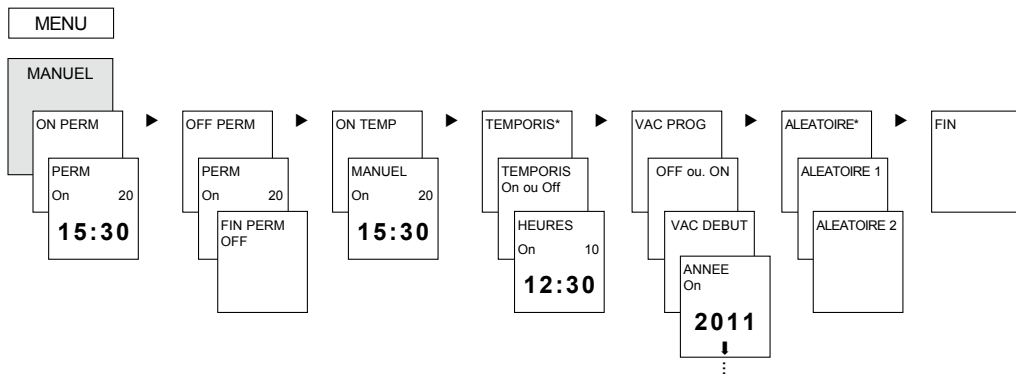 MENU
MANUEL
ON PERM
PERM
On 20
15:30
OFF PERM
PERM
On 20
FIN PERM
OFF
ON TEMP
MANUEL
On 20
15:30
TEMPORIS*
TEMPORIS
On ou Off
HEURES
On 10
12:30
VAC PROG
OFF ou. ON
VAC DEBUT
ANNEE
On
2011
ALEATOIRE*
ALEATOIRE 1
ALEATOIRE 2
FIN